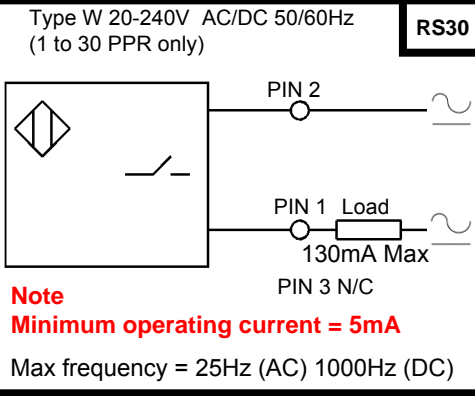 Type W 20-240V AC/DC 50/60Hz
(1 to 30 PPR only)
RS30
PIN 2
PIN 1 Load
130mA Max
PIN 3 N/C
Note
Minimum operating current = 5mA
Max frequency = 25Hz (AC) 1000Hz (DC)